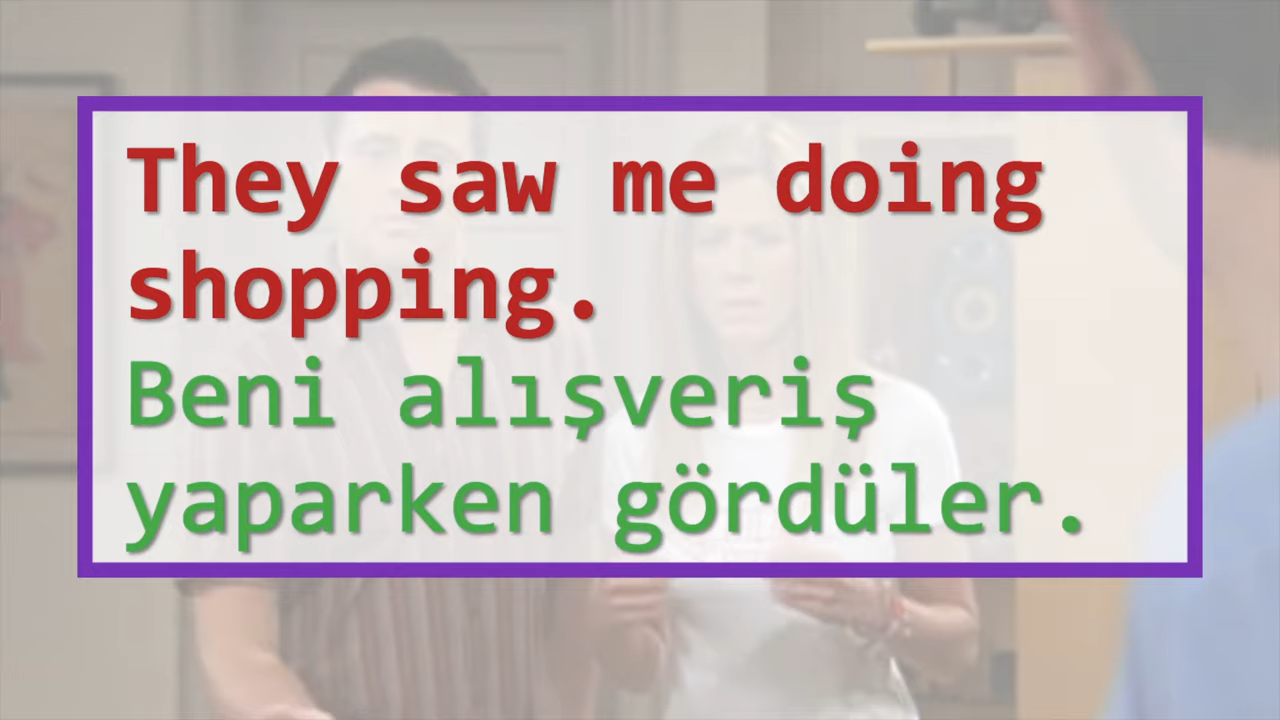 They saw me doing
shopping.
Beni alışveriş
yaparken gördüler.